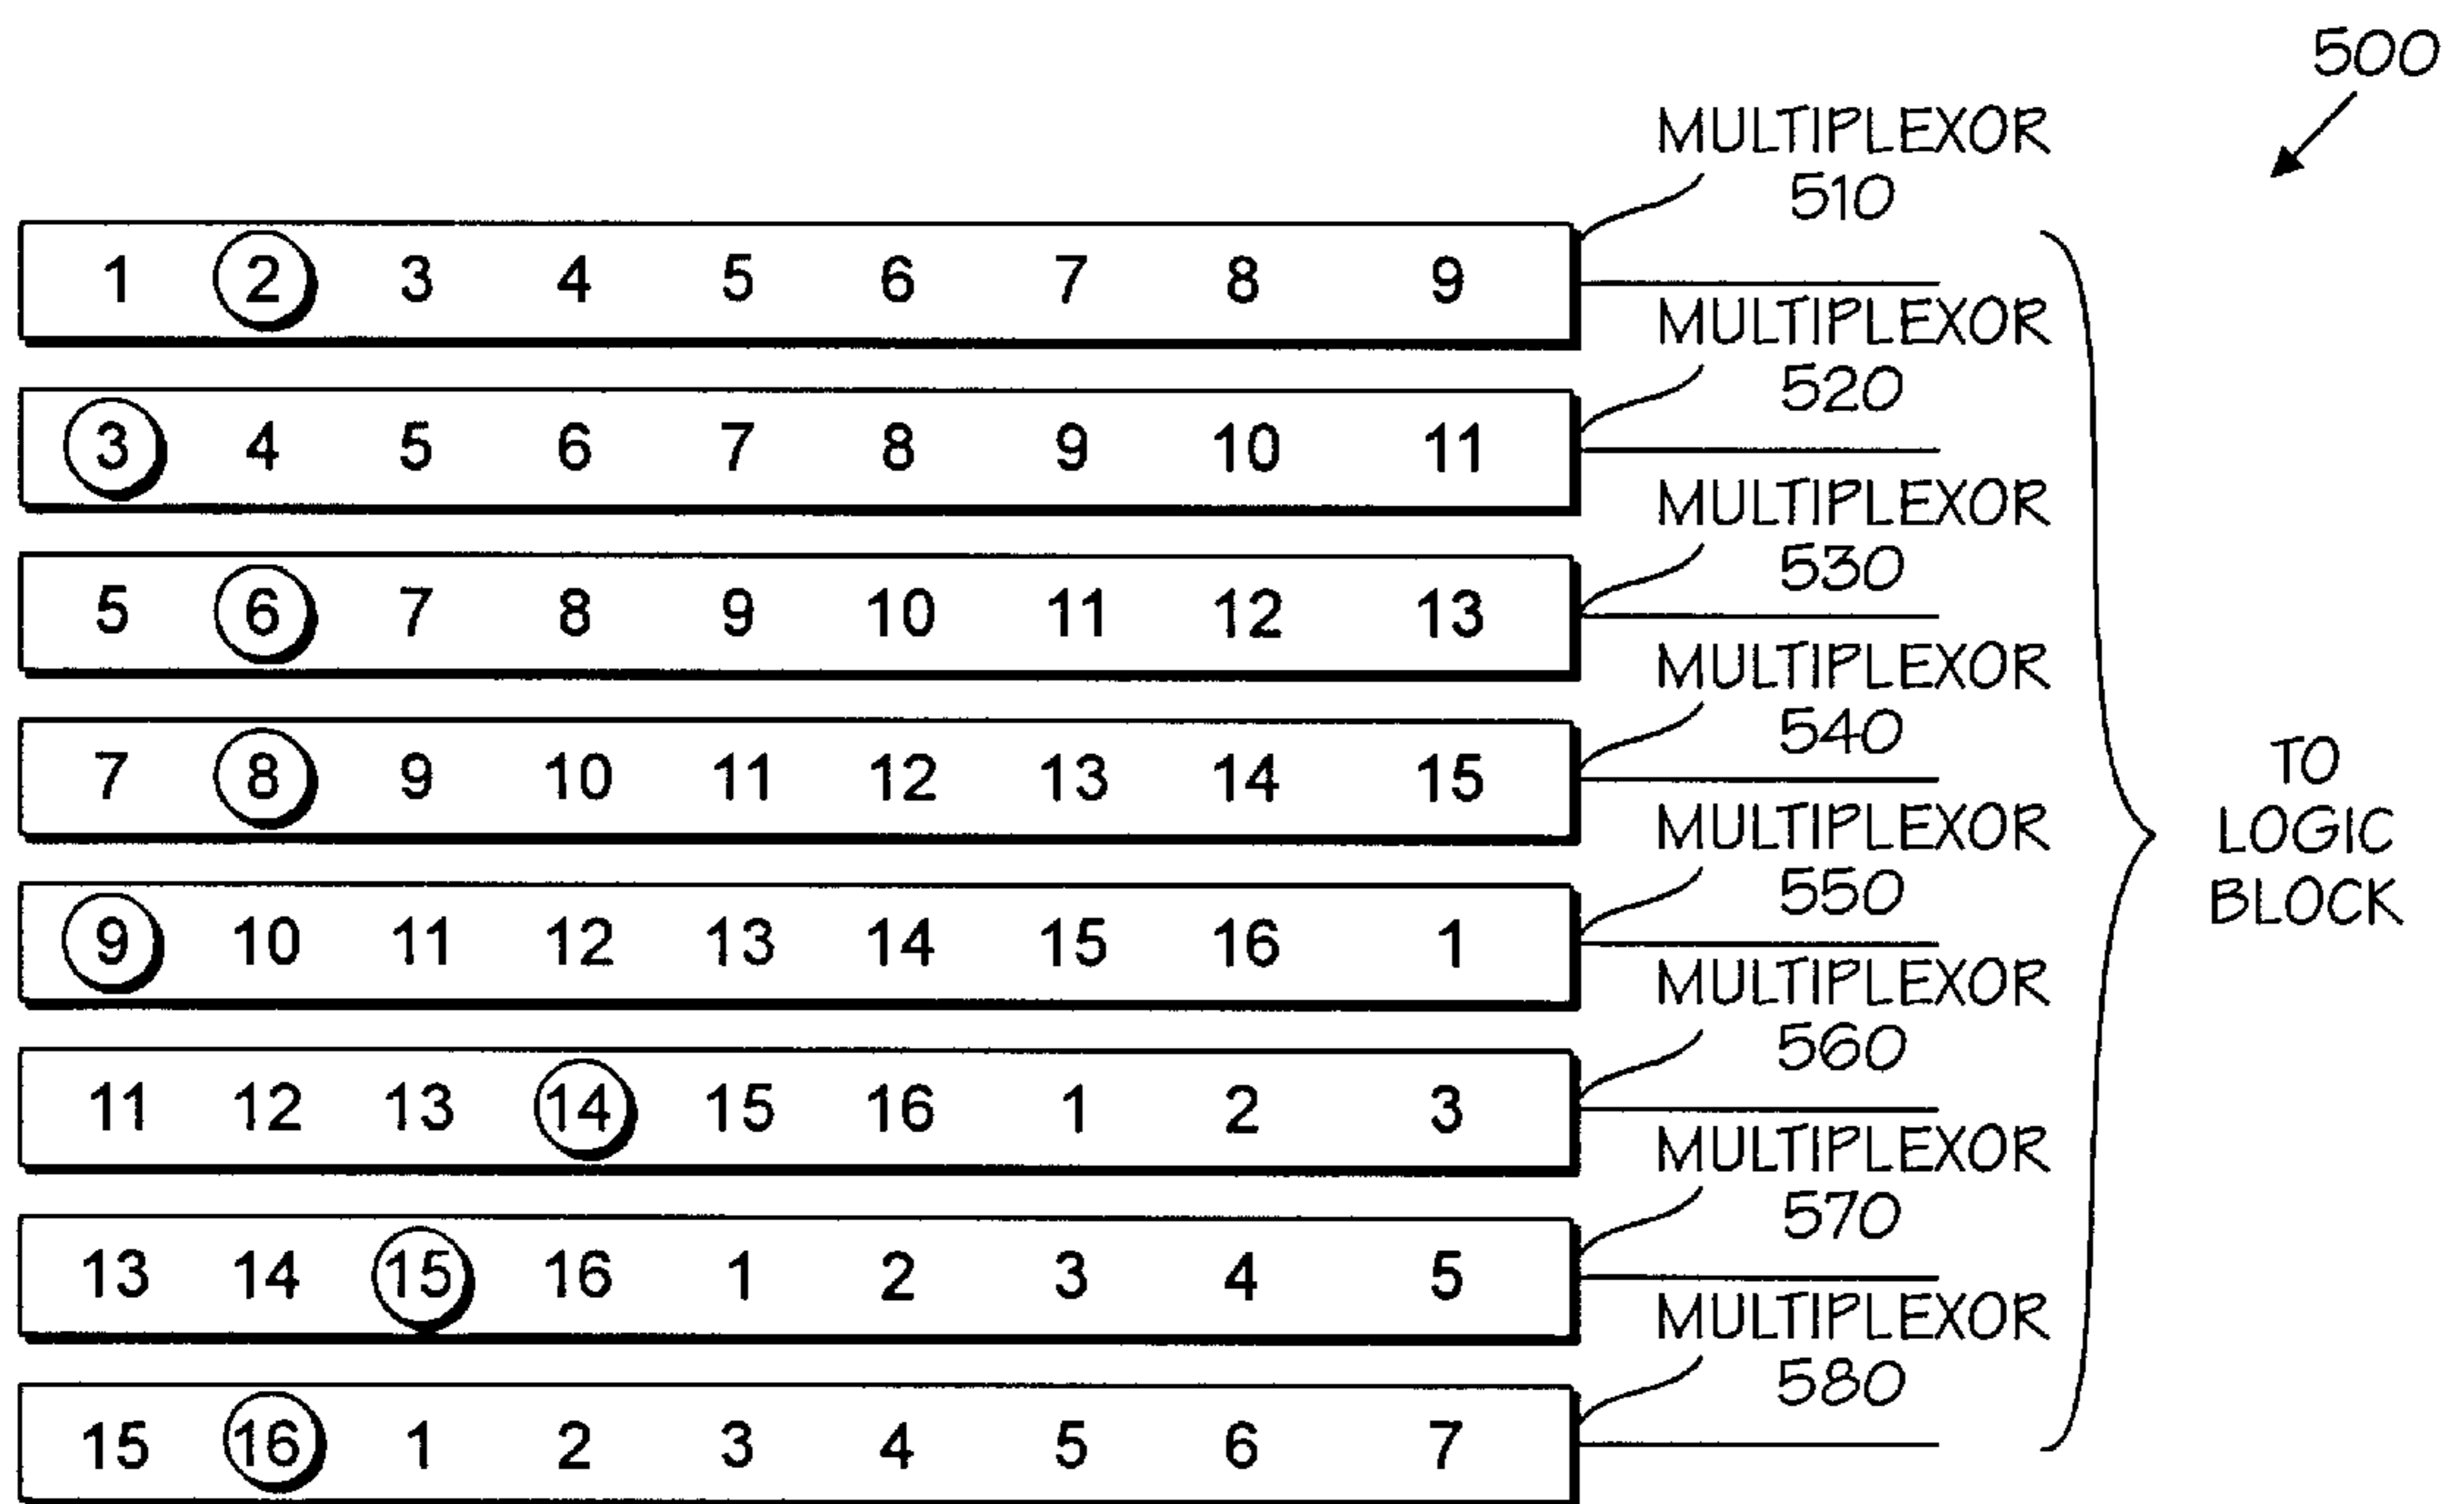 500
MULTIPLEXOR
510
1 2 3 4 5 6 7 8 9
MULTIPLEXOR
520
3 4 5 6 7 8 9 10 11
MULTIPLEXOR
530
5 6 7 8 9 10 11 12 13
MULTIPLEXOR
540
7 8 9 10 11 12 13 14 15
MULTIPLEXOR
550
9 10 11 12 13 14 15 16 1
MULTIPLEXOR
560
11 12 13 14 15 16 1 2 3
MULTIPLEXOR
570
13 14 15 16 1 2 3 4 5
MULTIPLEXOR
580
15 16 1 2 3 4 5 6 7
TO
LOGIC
BLOCK